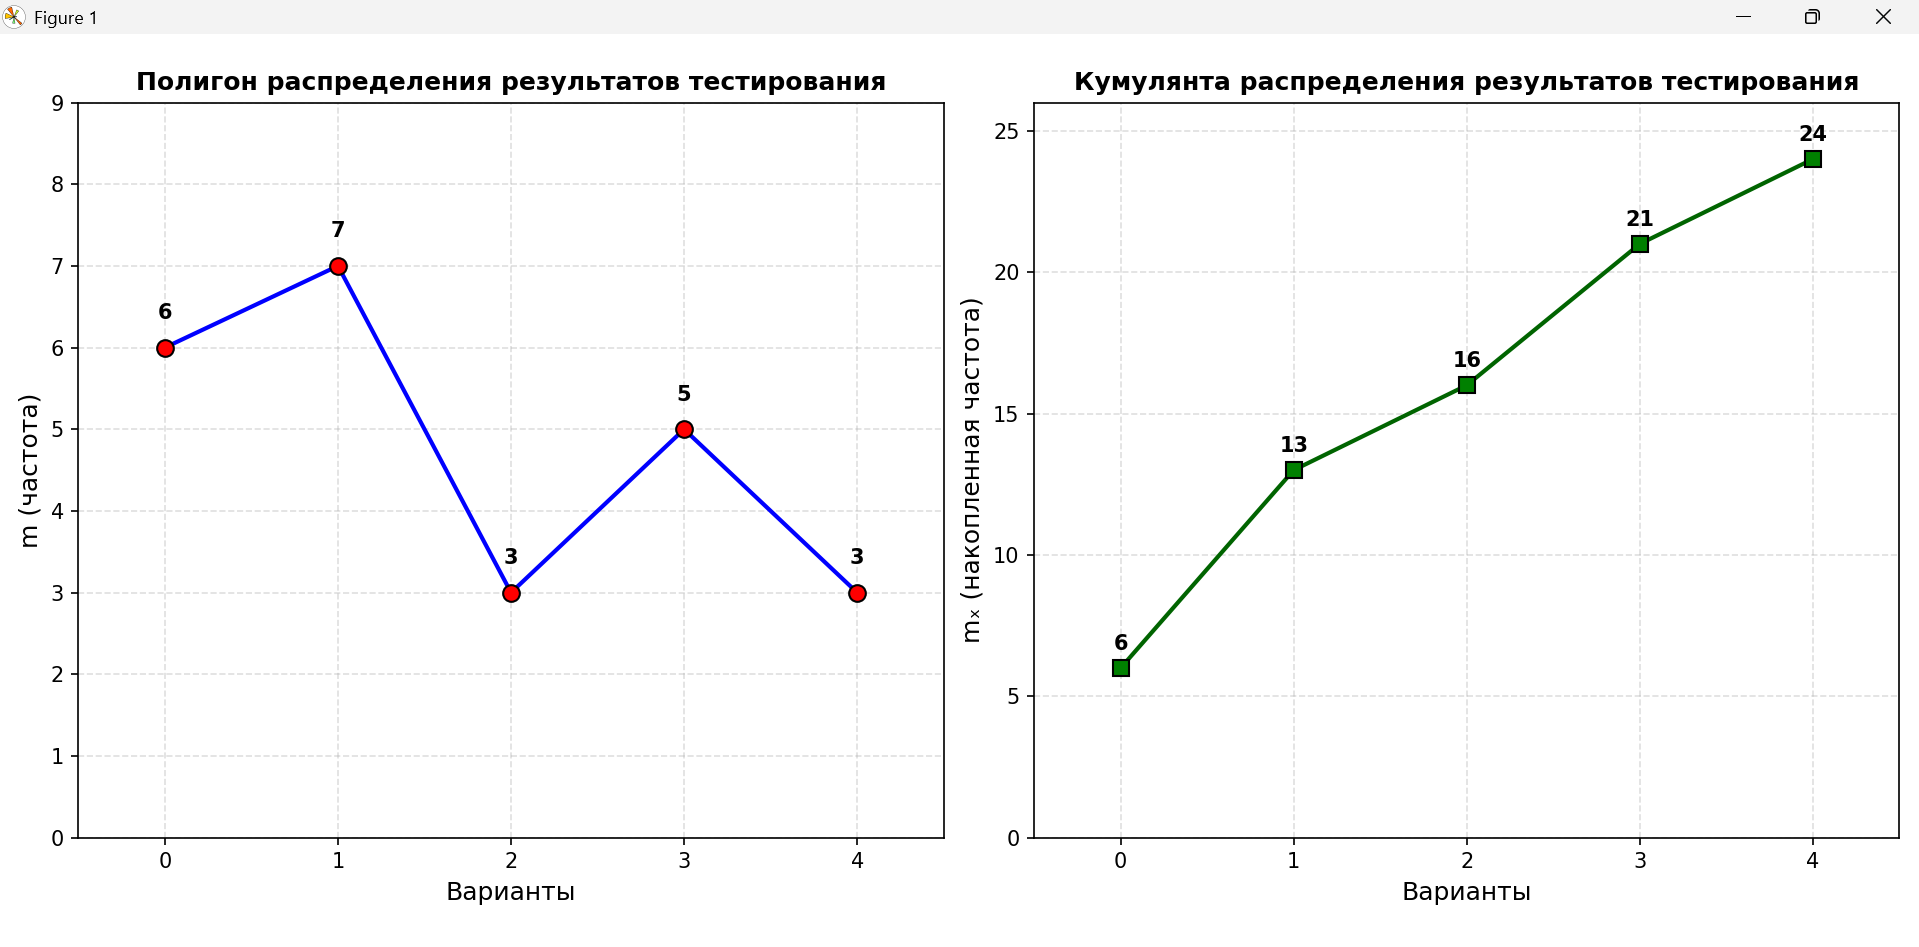 Figure 1
Полигон распределения результатов тестирования
9
8
7
6
5
4
3
2
1
0
m (частота)
6
7
3
5
3
0 1 2 3 4
Варианты
Кумулянта распределения результатов тестирования
25
20
15
10
5
0
mₓ (накопленная частота)
6
13
16
21
24
0 1 2 3 4
Варианты